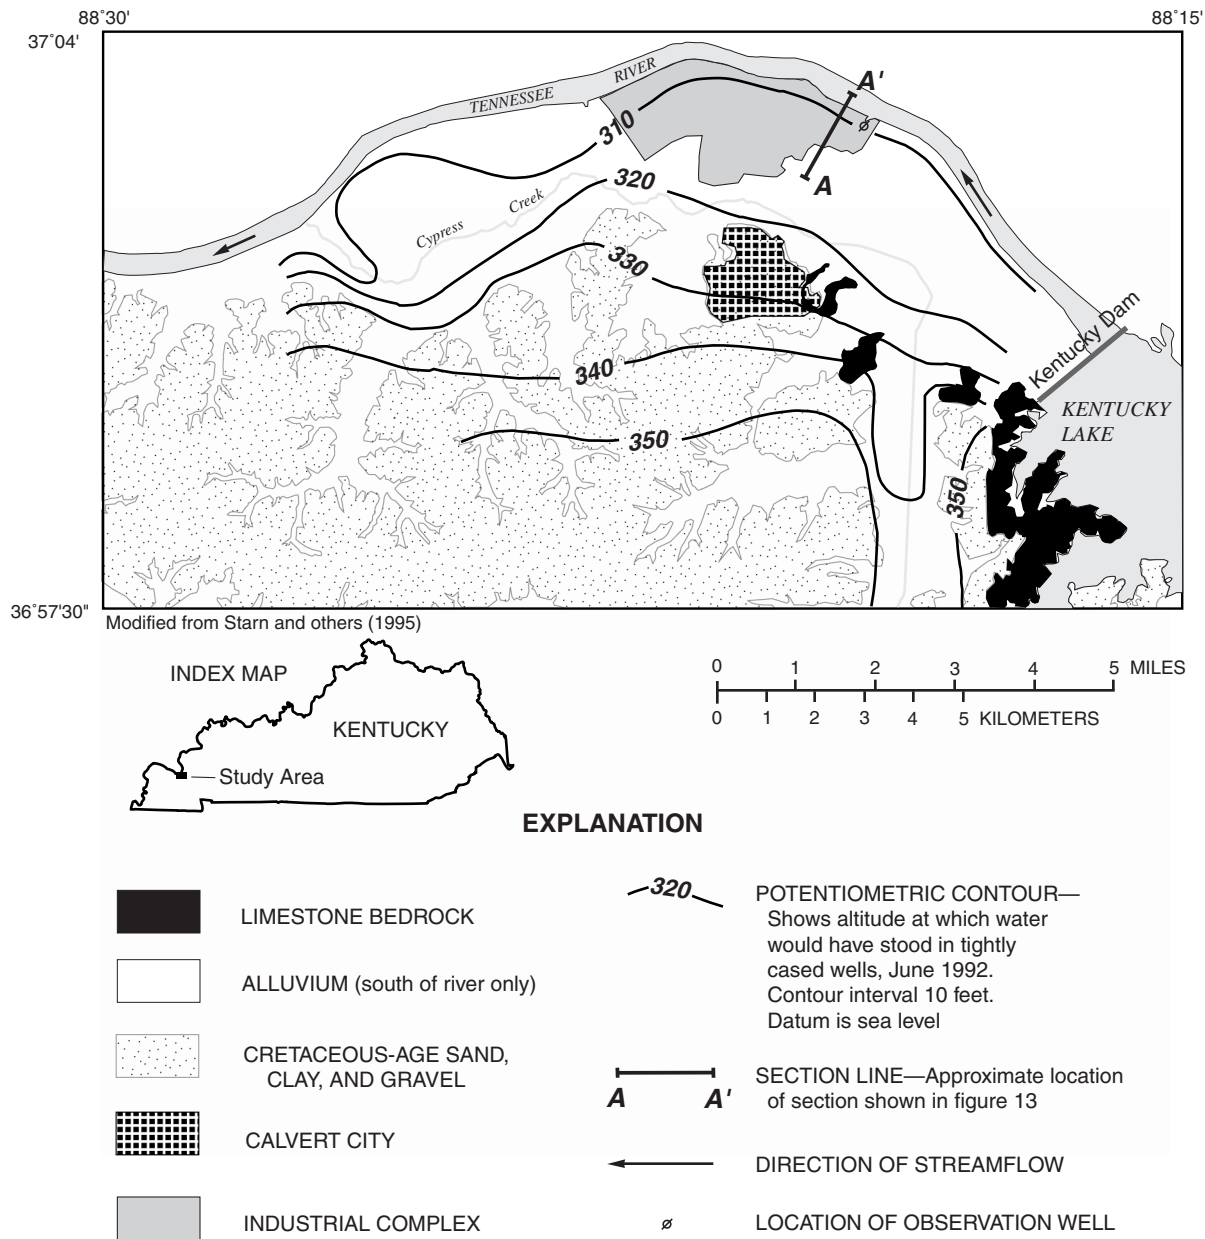 88˚30'
88˚15'
37˚04'
TENNESSEE RIVER
A'
310
A
320
Cypress Creek
330
Kentucky Dam
340
KENTUCKY
LAKE
350
350
36˚57'30"
Modified from Starn and others (1995)
INDEX MAP
KENTUCKY
Study Area
0 1 2 3 4 5 MILES
0 1 2 3 4 5 KILOMETERS
EXPLANATION
LIMESTONE BEDROCK
ALLUVIUM (south of river only)
CRETACEOUS-AGE SAND,
CLAY, AND GRAVEL
CALVERT CITY
INDUSTRIAL COMPLEX
320
POTENTIOMETRIC CONTOUR—
Shows altitude at which water
would have stood in tightly
cased wells, June 1992.
Contour interval 10 feet.
Datum is sea level
A A'
SECTION LINE—Approximate location
of section shown in figure 13
DIRECTION OF STREAMFLOW
LOCATION OF OBSERVATION WELL